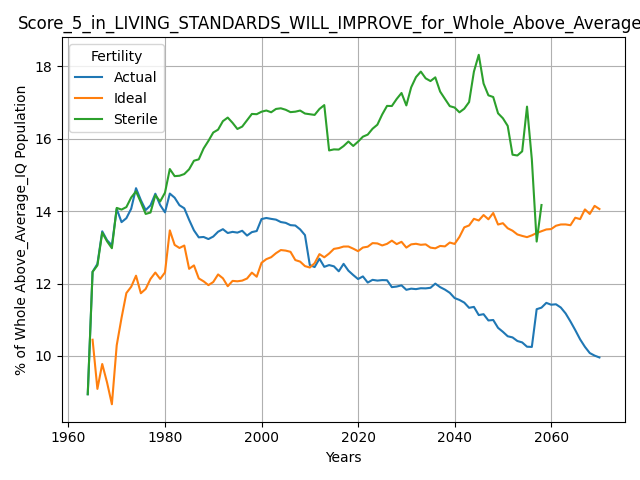 Score_5_in_LIVING_STANDARDS_WILL_IMPROVE_for_Whole_Above_Average
Fertility
Actual
Ideal
Sterile
% of Whole Above_Average_IQ Population
18
16
14
12
10
1960
1980
2000
2020
2040
2060
Years